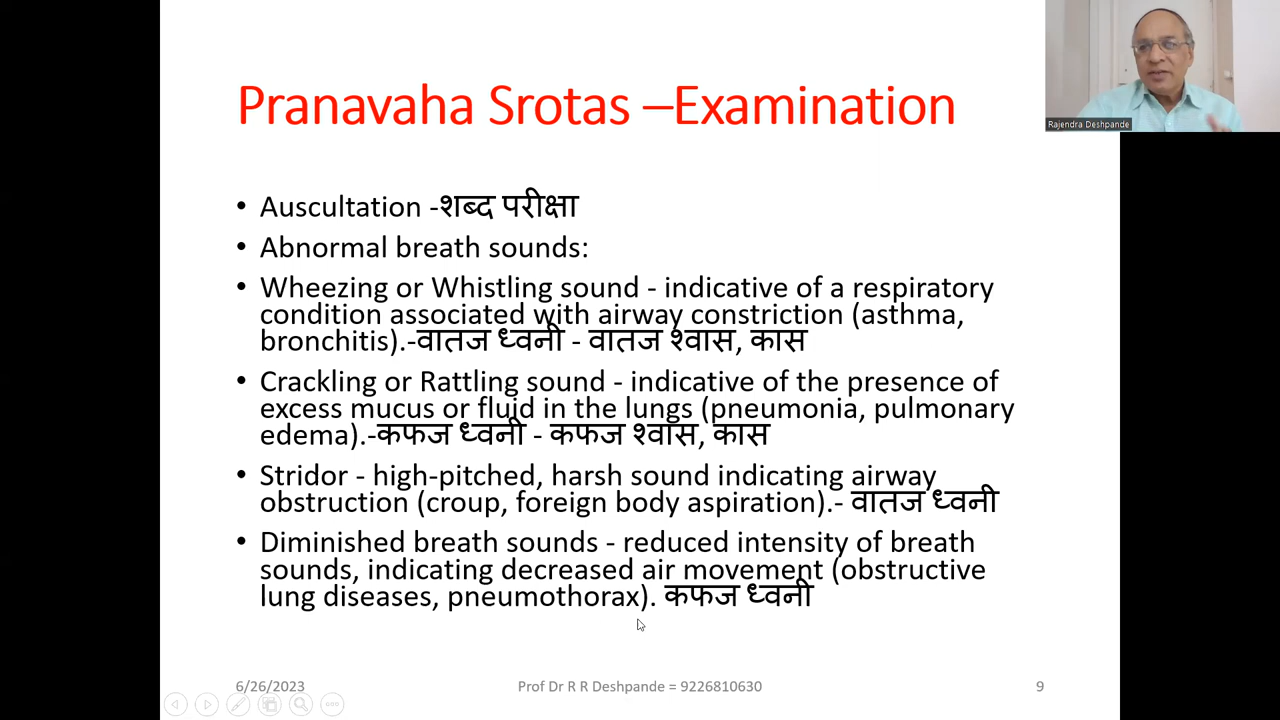 Rajendra Deshpande
Pranavaha Srotas –Examination
• Auscultation -शब्द परीक्षा
• Abnormal breath sounds:
• Wheezing or Whistling sound - indicative of a respiratory
condition associated with airway constriction (asthma,
bronchitis).-वातज ध्वनी - वातज श्वास, कास
• Crackling or Rattling sound - indicative of the presence of
excess mucus or fluid in the lungs (pneumonia, pulmonary
edema).-कफज ध्वनी - कफज श्वास, कास
• Stridor - high-pitched, harsh sound indicating airway
obstruction (croup, foreign body aspiration).- वातज ध्वनी
• Diminished breath sounds - reduced intensity of breath
sounds, indicating decreased air movement (obstructive
lung diseases, pneumothorax). कफज ध्वनी
6/26/2023
Prof Dr R R Deshpande = 9226810630
9